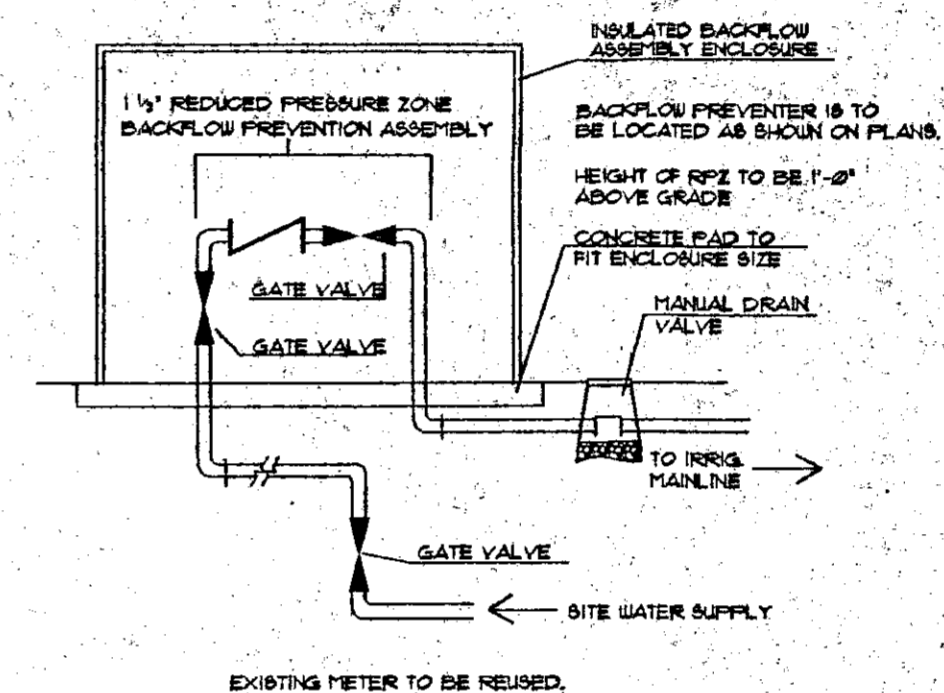 INSULATED BACKFLOW
ASSEMBLY ENCLOSURE
1 1/2" REDUCED PRESSURE ZONE
BACKFLOW PREVENTION ASSEMBLY
BACKFLOW PREVENTER IS TO
BE LOCATED AS SHOWN ON PLANS.
HEIGHT OF RPZ TO BE 1'-0"
ABOVE GRADE
CONCRETE PAD TO
FIT ENCLOSURE SIZE
GATE VALVE
GATE VALVE
MANUAL DRAIN
VALVE
TO IRRIG
MAINLINE
GATE VALVE
SITE WATER SUPPLY
EXISTING METER TO BE REUSED.